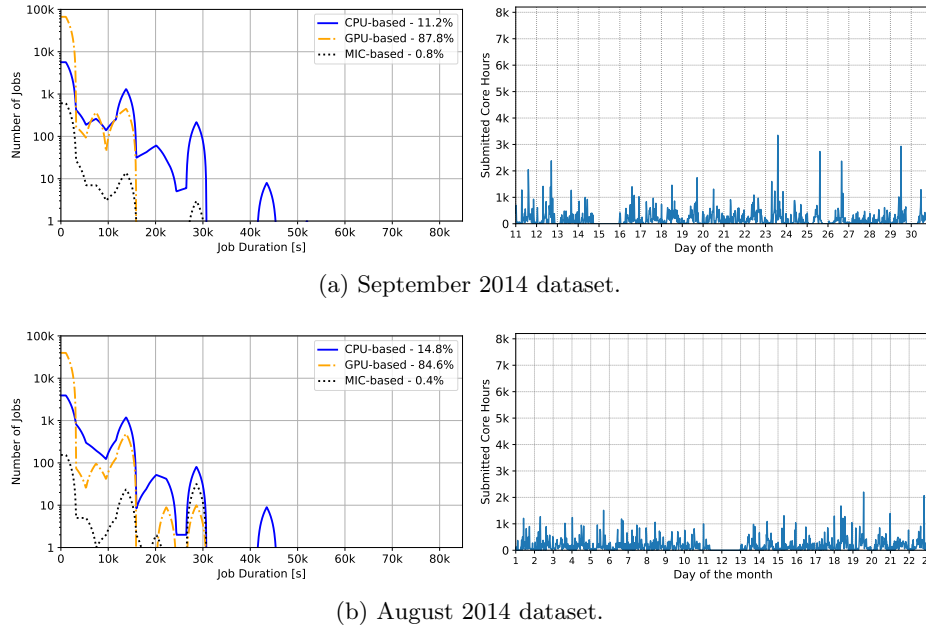 100k
10k
1k
100
10
1
Number of Jobs
0 10k 20k 30k 40k 50k 60k 70k 80k
Job Duration [s]
CPU-based - 11.2%
GPU-based - 87.8%
MIC-based - 0.8%
8k
7k
6k
5k
4k
3k
2k
1k
0
Submitted Core Hours
11 12 13 14 15 16 17 18 19 20 21 22 23 24 25 26 27 28 29 30
Day of the month
(a) September 2014 dataset.
100k
10k
1k
100
10
1
Number of Jobs
0 10k 20k 30k 40k 50k 60k 70k 80k
Job Duration [s]
CPU-based - 14.8%
GPU-based - 84.6%
MIC-based - 0.4%
8k
7k
6k
5k
4k
3k
2k
1k
0
Submitted Core Hours
1 2 3 4 5 6 7 8 9 10 11 12 13 14 15 16 17 18 19 20 21 22
Day of the month
(b) August 2014 dataset.